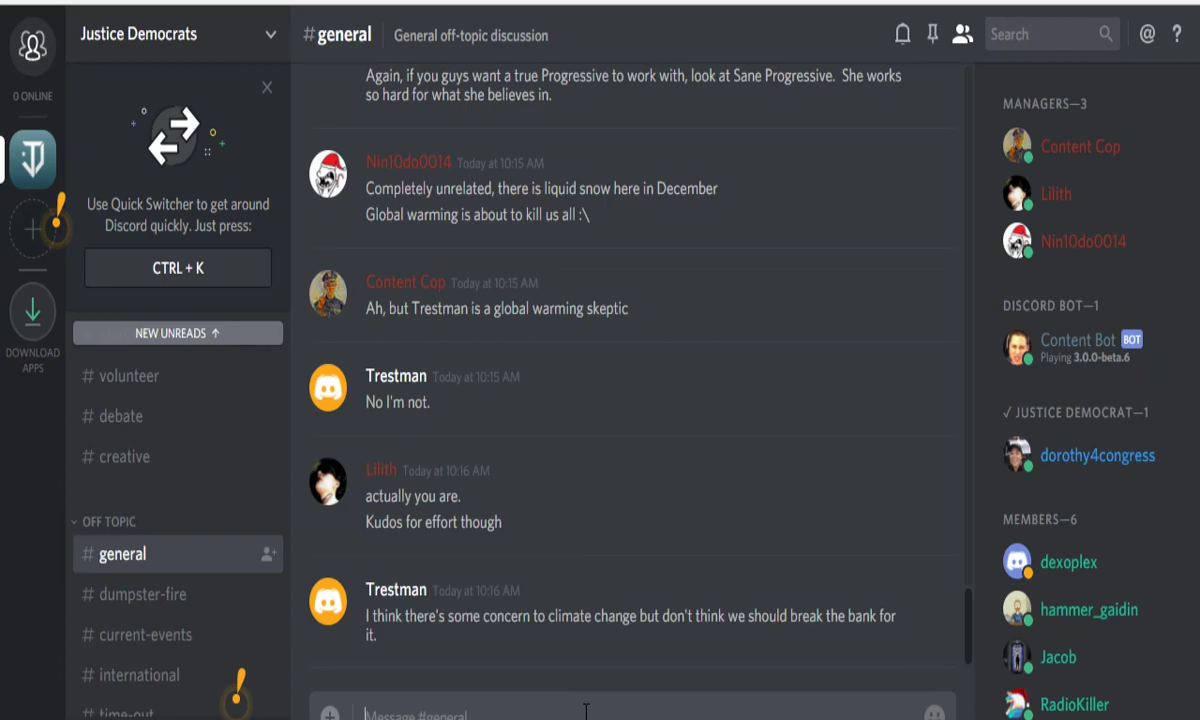 Justice Democrats
0 ONLINE
Use Quick Switcher to get around
Discord quickly. Just press:
CTRL + K
DOWNLOAD
APPS
NEW UNREADS ↑
# volunteer
# debate
# creative
OFF TOPIC
# general
# dumpster-fire
# current-events
# international
# time-out
#general
General off-topic discussion
Search
@ ?
Again, if you guys want a true Progressive to work with, look at Sane Progressive. She works
so hard for what she believes in.
Nin10do0014 Today at 10:15 AM
Completely unrelated, there is liquid snow here in December
Global warming is about to kill us all :\
Content Cop Today at 10:15 AM
Ah, but Trestman is a global warming skeptic
Trestman Today at 10:15 AM
No I'm not.
Lilith Today at 10:16 AM
actually you are.
Kudos for effort though
Trestman Today at 10:16 AM
I think there's some concern to climate change but don't think we should break the bank for
it.
Message #general
MANAGERS—3
Content Cop
Lilith
Nin10do0014
DISCORD BOT—1
Content Bot BOT
Playing 3.0.0-beta.6
✓ JUSTICE DEMOCRAT—1
dorothy4congress
MEMBERS—6
dexoplex
hammer_gaidin
Jacob
RadioKiller